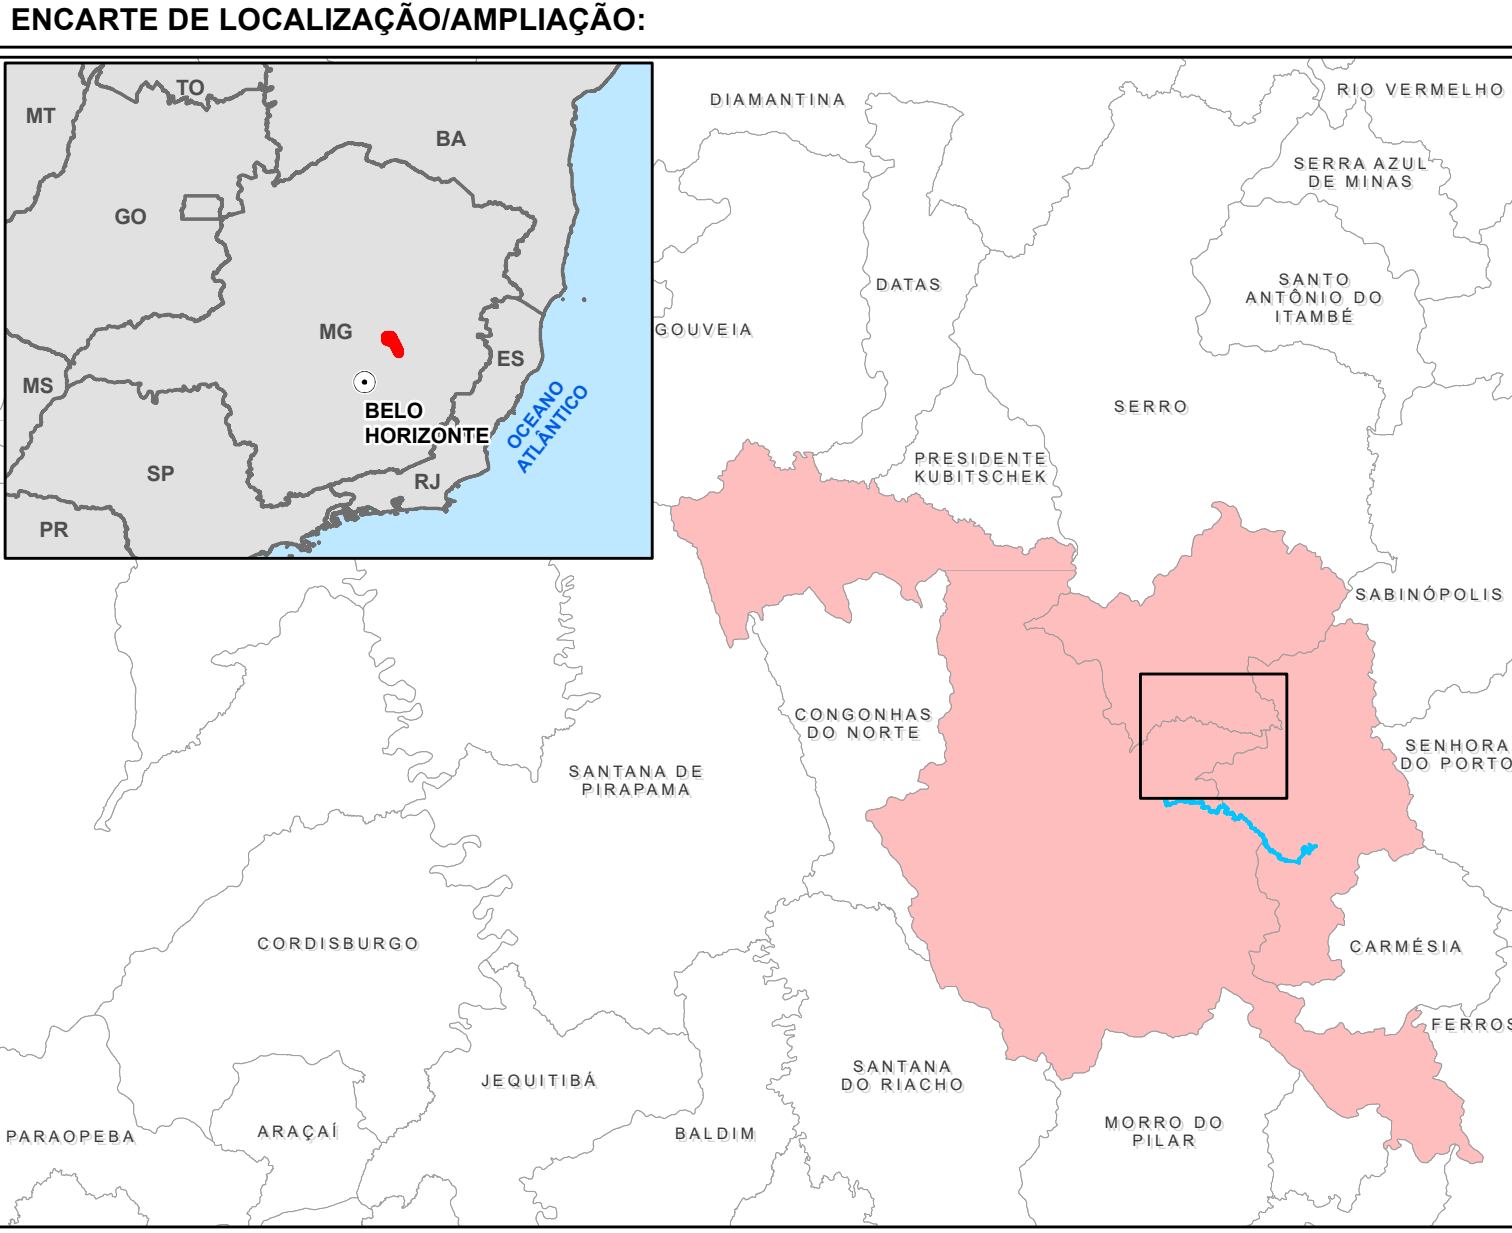 ENCARTE DE LOCALIZAÇÃO/AMPLIAÇÃO:
TO
MT
BA
GO
MG
ES
MS
BELO
HORIZONTE
OCEANO
ATLÂNTICO
SP
RJ
PR
DIAMANTINA
RIO VERMELHO
SERRA AZUL
DE MINAS
DATAS
SANTO
ANTÔNIO DO
ITAMBÉ
GOUVEIA
SERRO
PRESIDENTE
KUBITSCHEK
SABINÓPOLIS
CONGONHAS
DO NORTE
SENHORA
DO PORTO
SANTANA DE
PIRAPAMA
CORDISBURGO
CARMÉSIA
FERROS
JEQUITIBÁ
SANTANA
DO RIACHO
PARAOPEBA
ARAÇAÍ
BALDIM
MORRO DO
PILAR